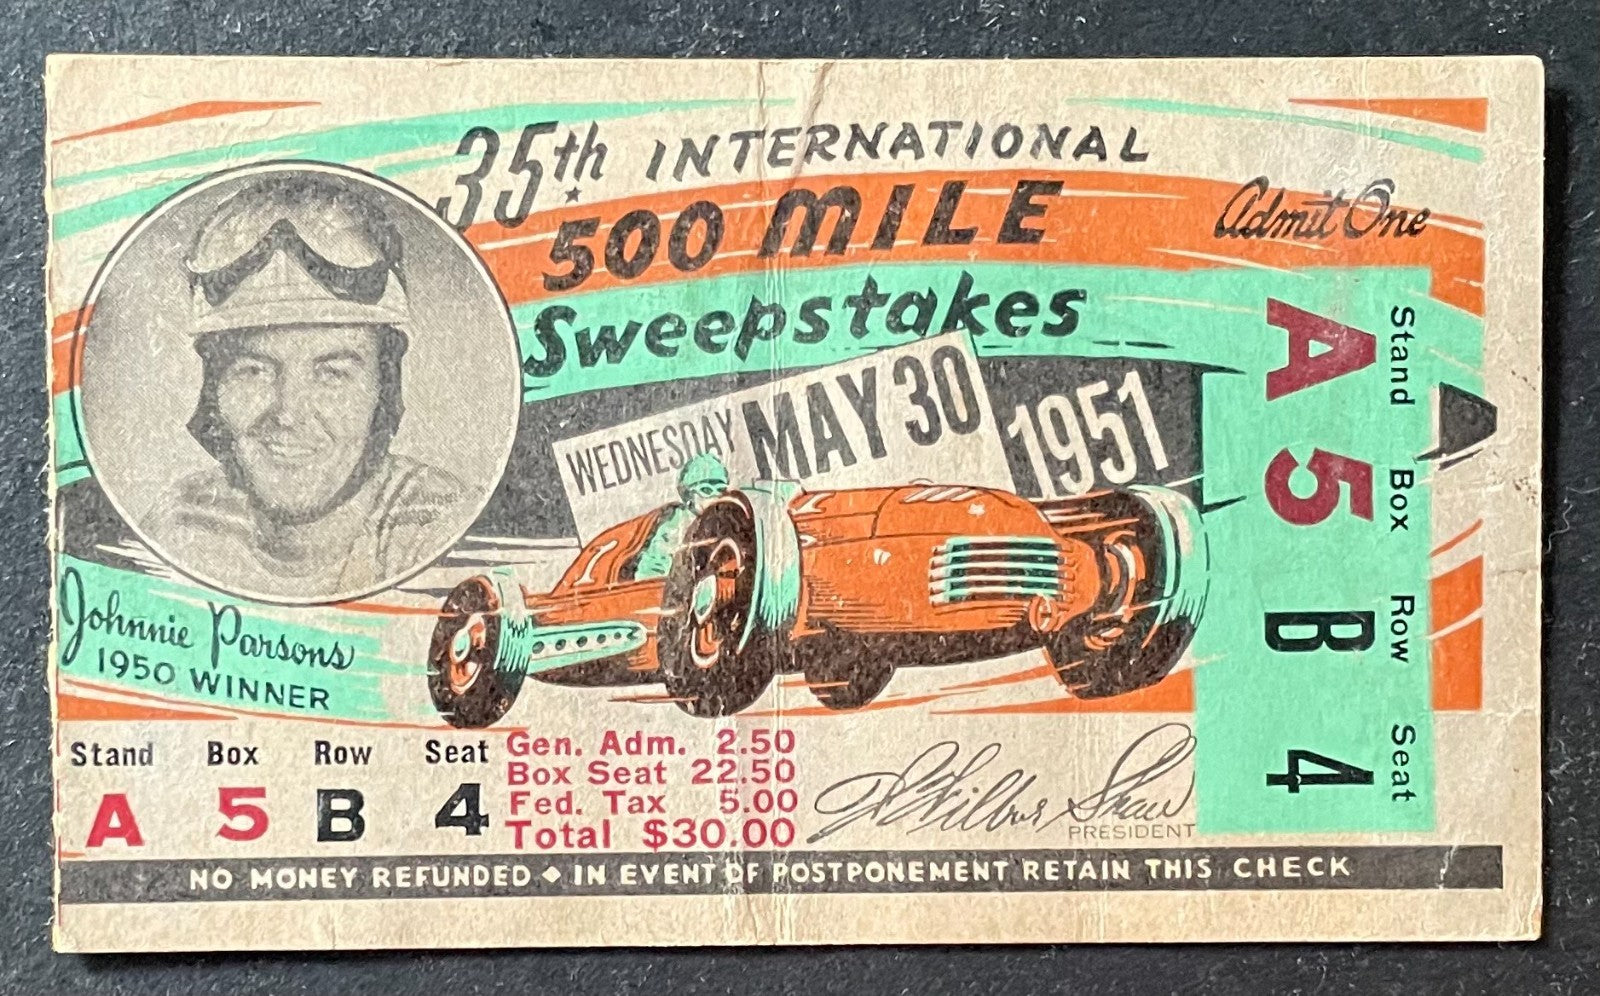 35th INTERNATIONAL
500 MILE
Sweepstakes
Admit One
WEDNESDAY MAY 30 1951
Johnnie Parsons
1950 WINNER
Stand Box Row Seat
A 5 B 4
Gen. Adm. 2.50
Box Seat 22.50
Fed. Tax 5.00
Total $30.00
Wilbur Shaw
PRESIDENT
Stand Box Row Seat
A 5 B 4
NO MONEY REFUNDED ◆ IN EVENT OF POSTPONEMENT RETAIN THIS CHECK